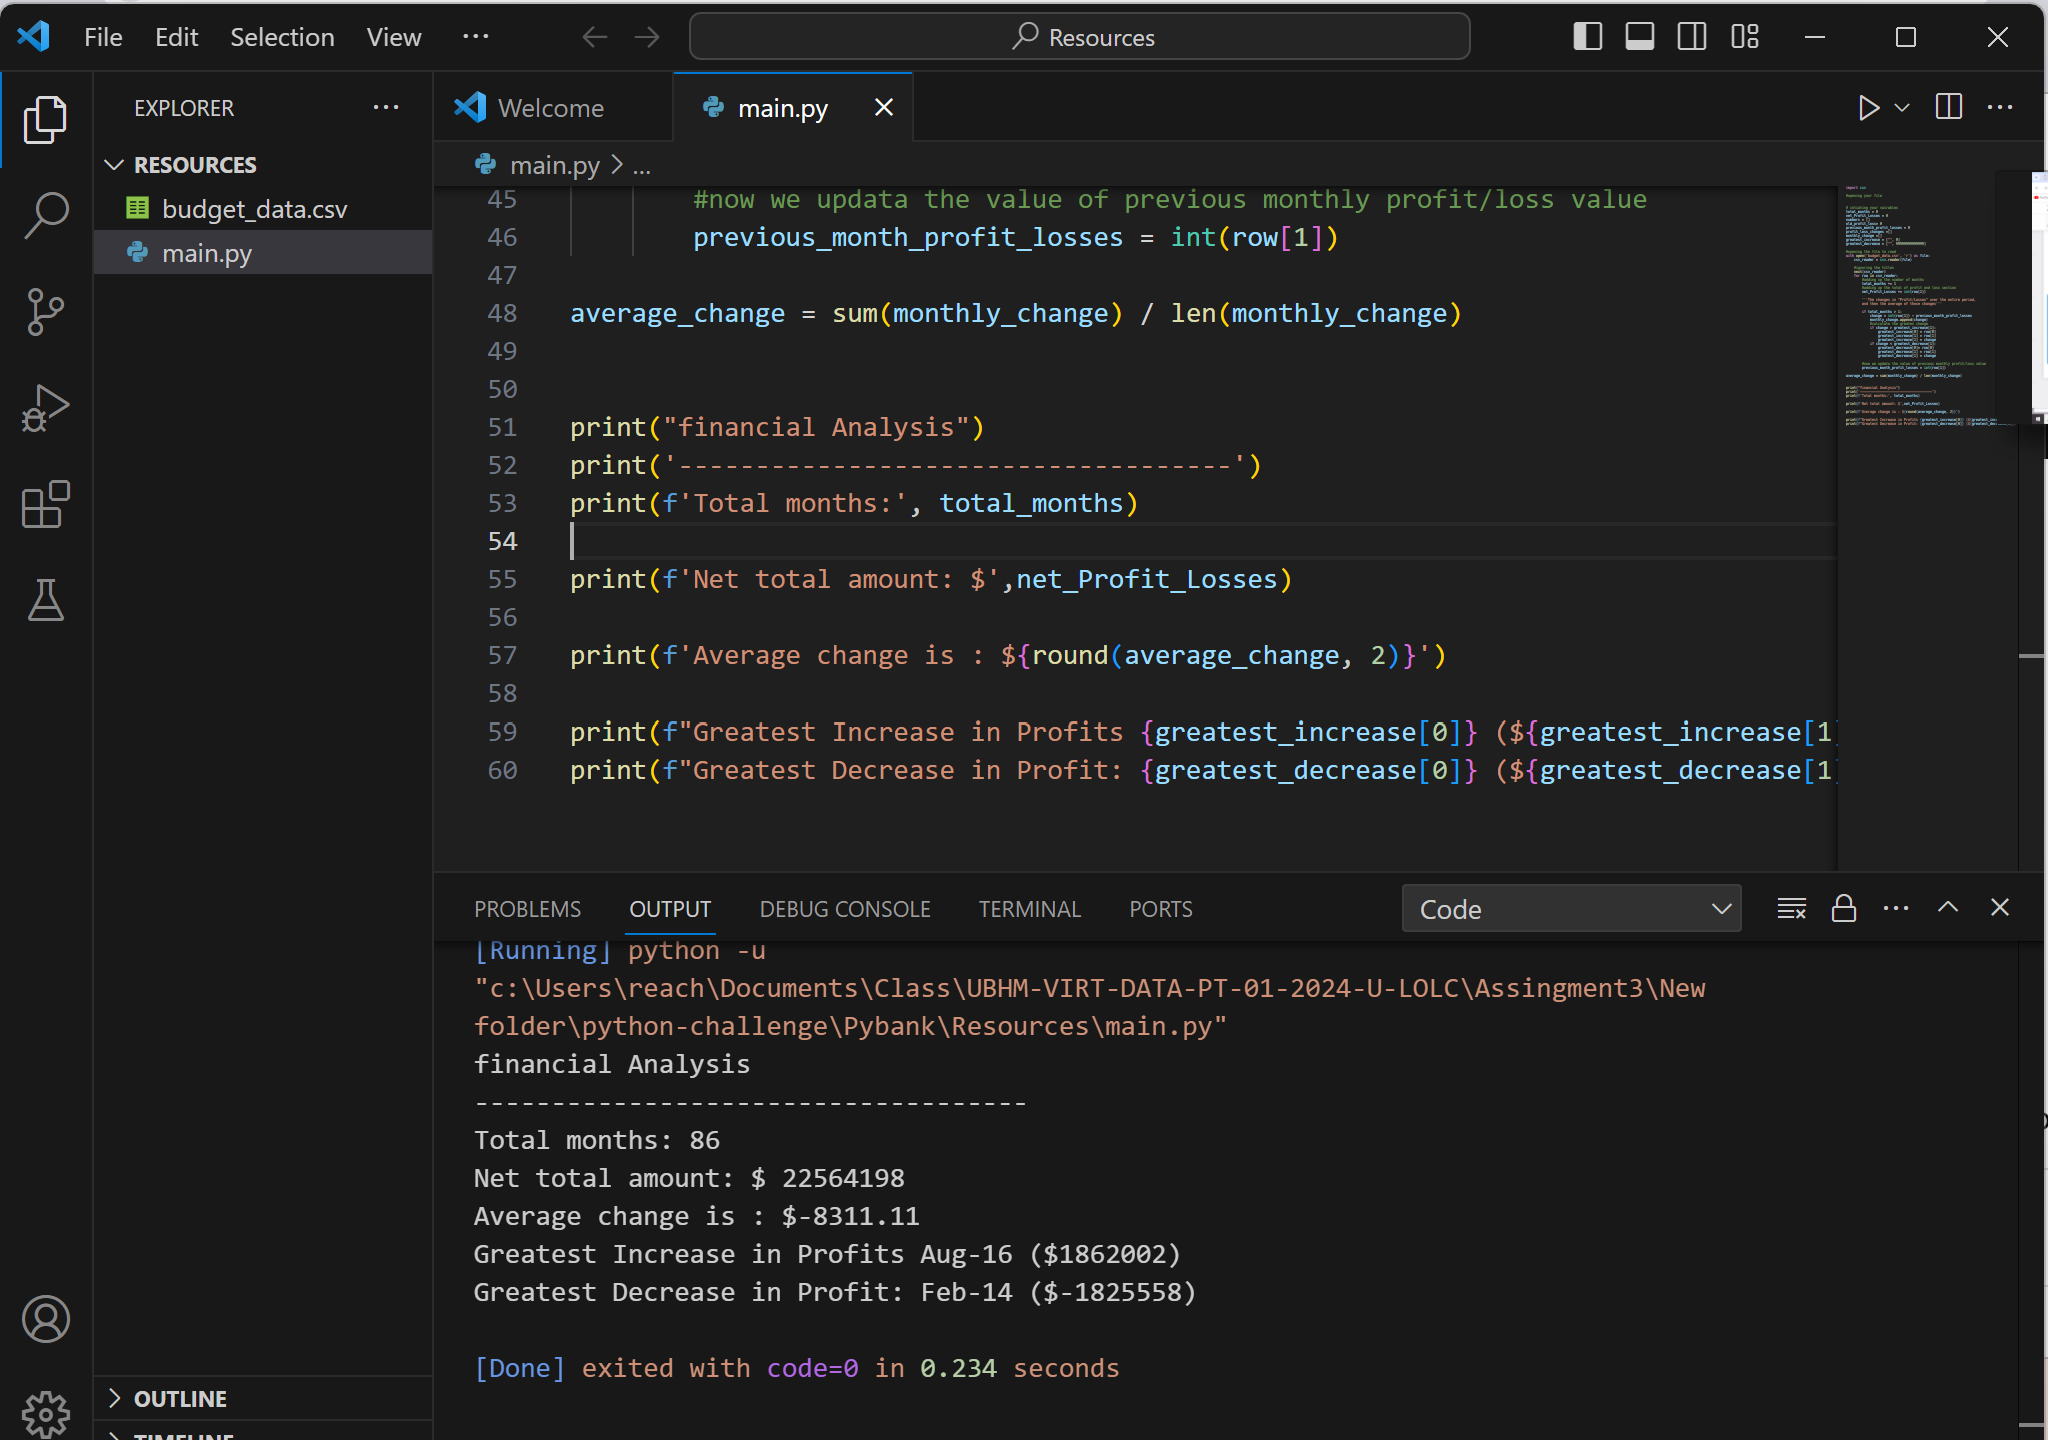 File Edit Selection View ··· Resources
EXPLORER ···
RESOURCES
budget_data.csv
main.py
OUTLINE
TIMELINE
Welcome main.py
main.py > ...
45 #now we updata the value of previous monthly profit/loss value
46 previous_month_profit_losses = int(row[1])
47
48 average_change = sum(monthly_change) / len(monthly_change)
49
50
51 print("financial Analysis")
52 print('------------------------------------')
53 print(f'Total months:', total_months)
54
55 print(f'Net total amount: $',net_Profit_Losses)
56
57 print(f'Average change is : ${round(average_change, 2)}')
58
59 print(f"Greatest Increase in Profits {greatest_increase[0]} (${greatest_increase[1]
60 print(f"Greatest Decrease in Profit: {greatest_decrease[0]} (${greatest_decrease[1]
PROBLEMS OUTPUT DEBUG CONSOLE TERMINAL PORTS Code
[Running] python -u
"c:\Users\reach\Documents\Class\UBHM-VIRT-DATA-PT-01-2024-U-LOLC\Assingment3\New
folder\python-challenge\Pybank\Resources\main.py"
financial Analysis
------------------------------------
Total months: 86
Net total amount: $ 22564198
Average change is : $-8311.11
Greatest Increase in Profits Aug-16 ($1862002)
Greatest Decrease in Profit: Feb-14 ($-1825558)
[Done] exited with code=0 in 0.234 seconds